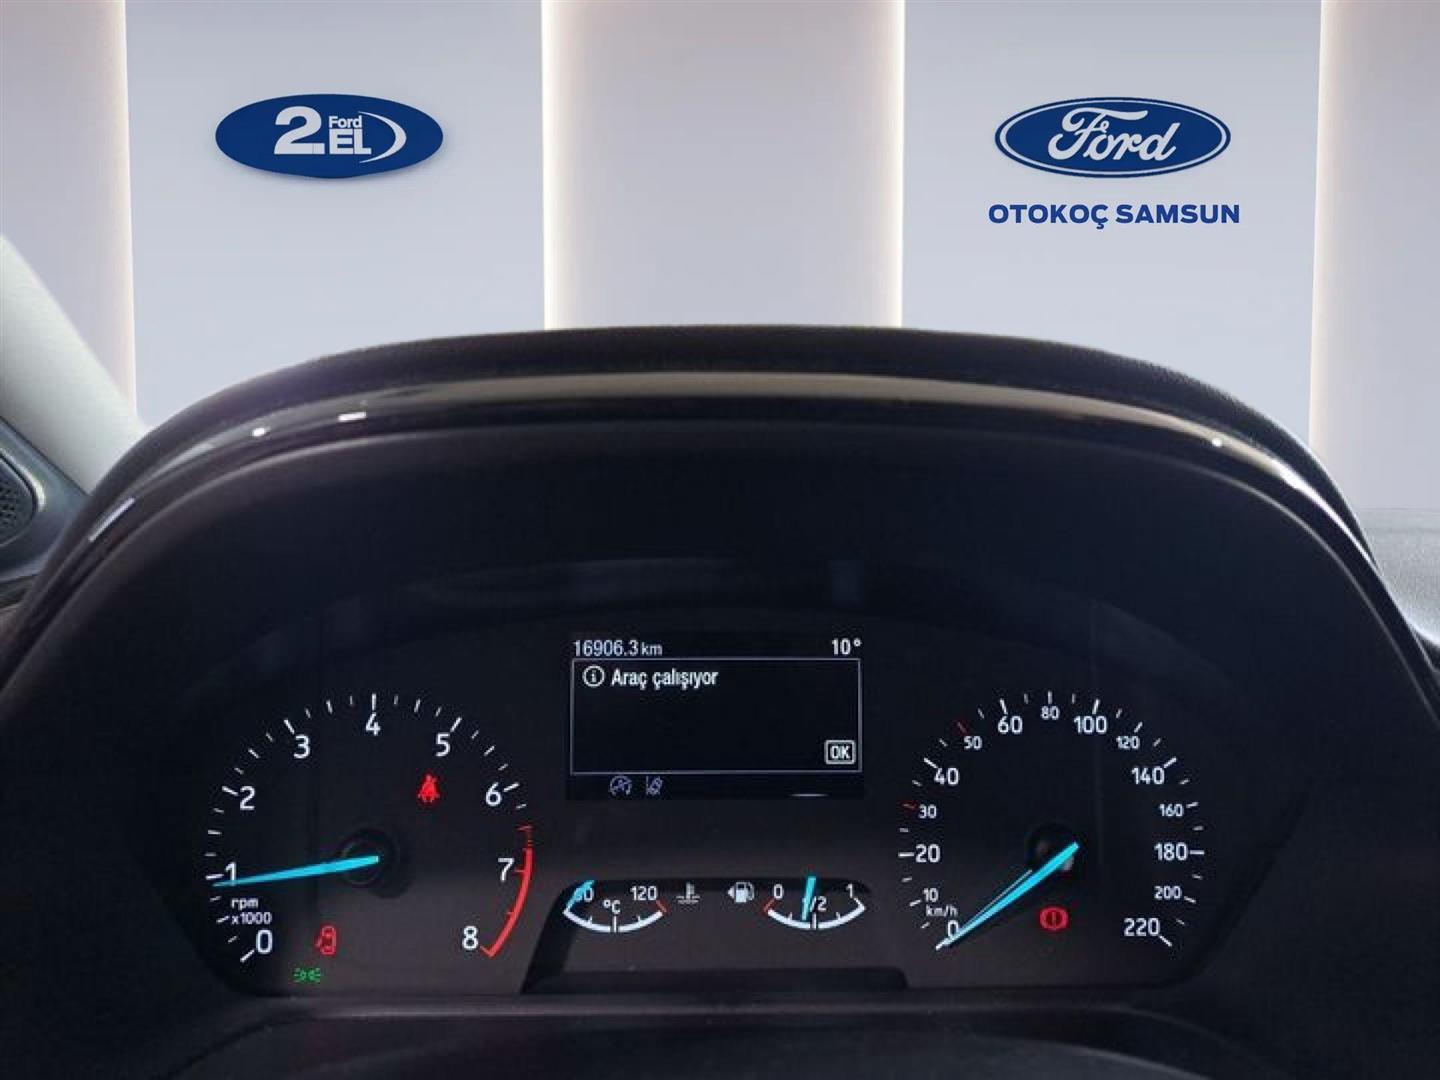 2. Ford EL
Ford
OTOKOÇ SAMSUN
16906.3 km 10°
Araç çalışıyor
OK
0 1 2 3 4 5 6 7 8
rpm
x1000
60 120
°C
0 1/2 1
0 10 20 30 40 50 60 80 100 120 140 160 180 200 220
km/h